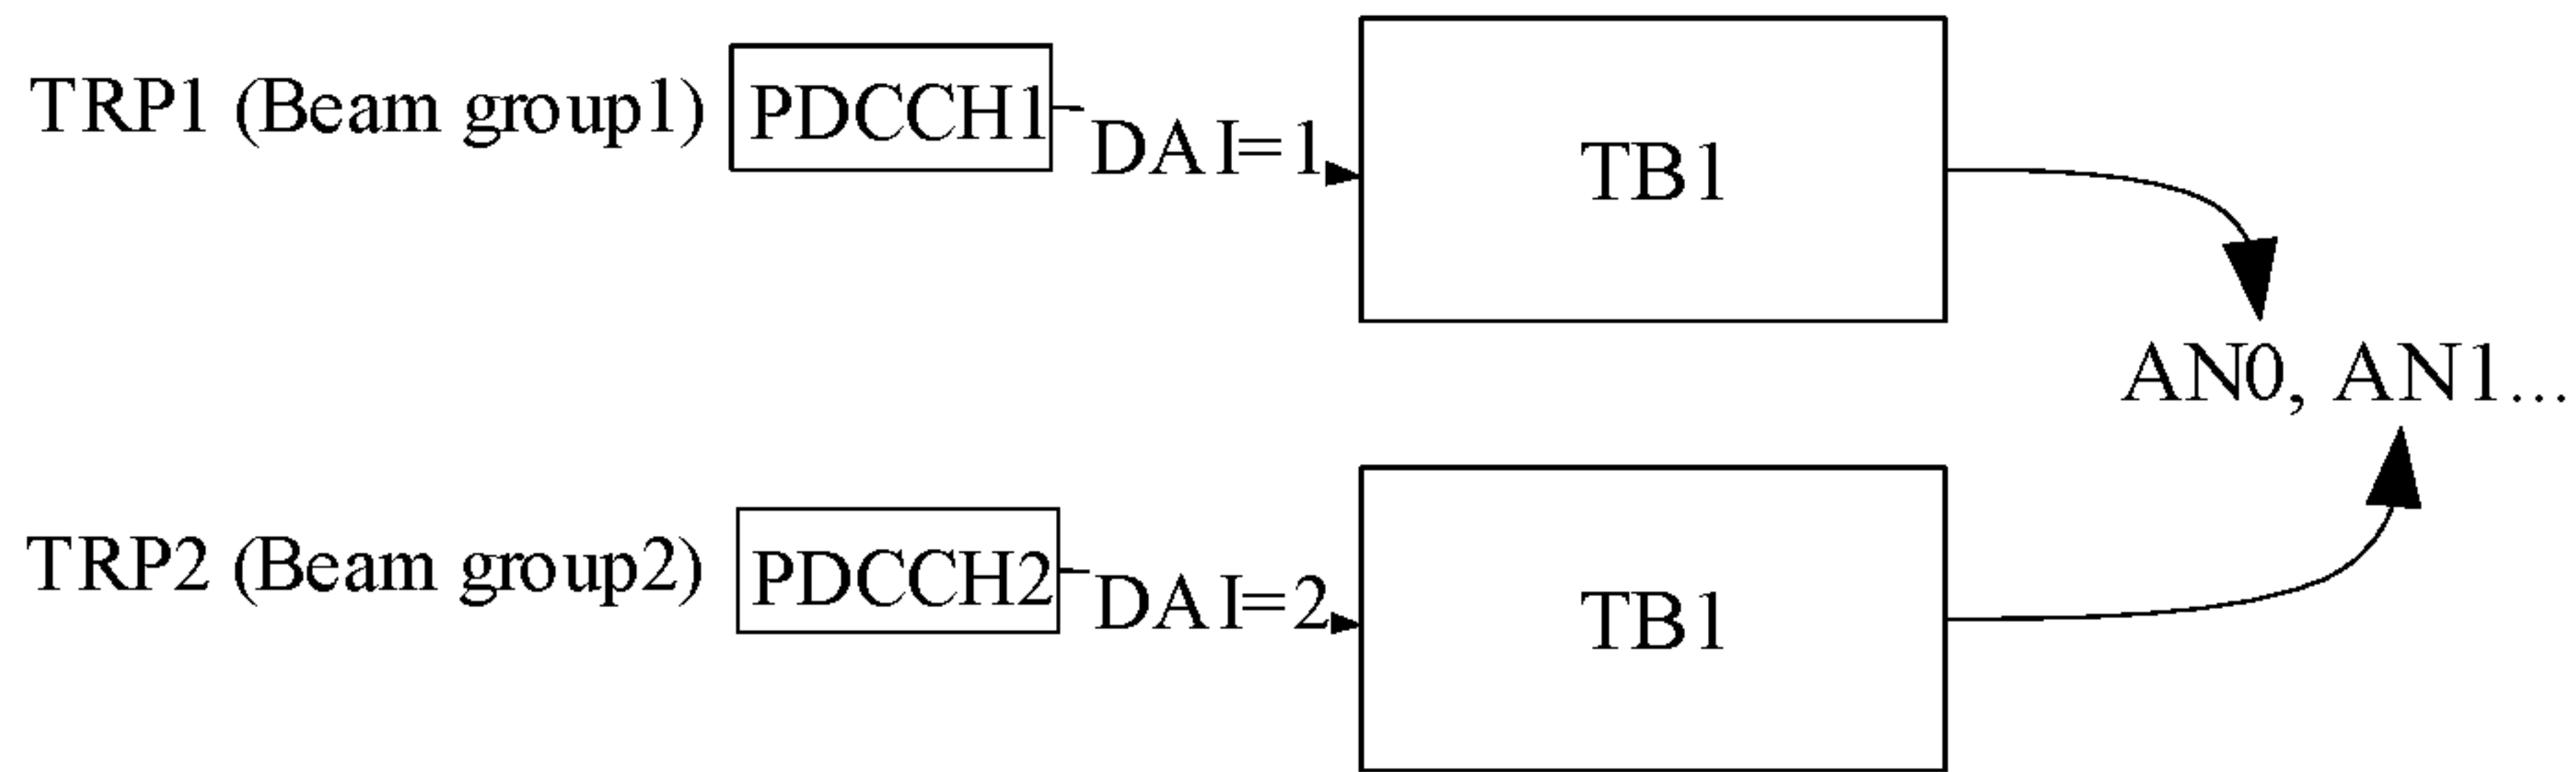 TRP1 (Beam group1) PDCCH1 DAI=1 TB1
AN0, AN1...
TRP2 (Beam group2) PDCCH2 DAI=2 TB1